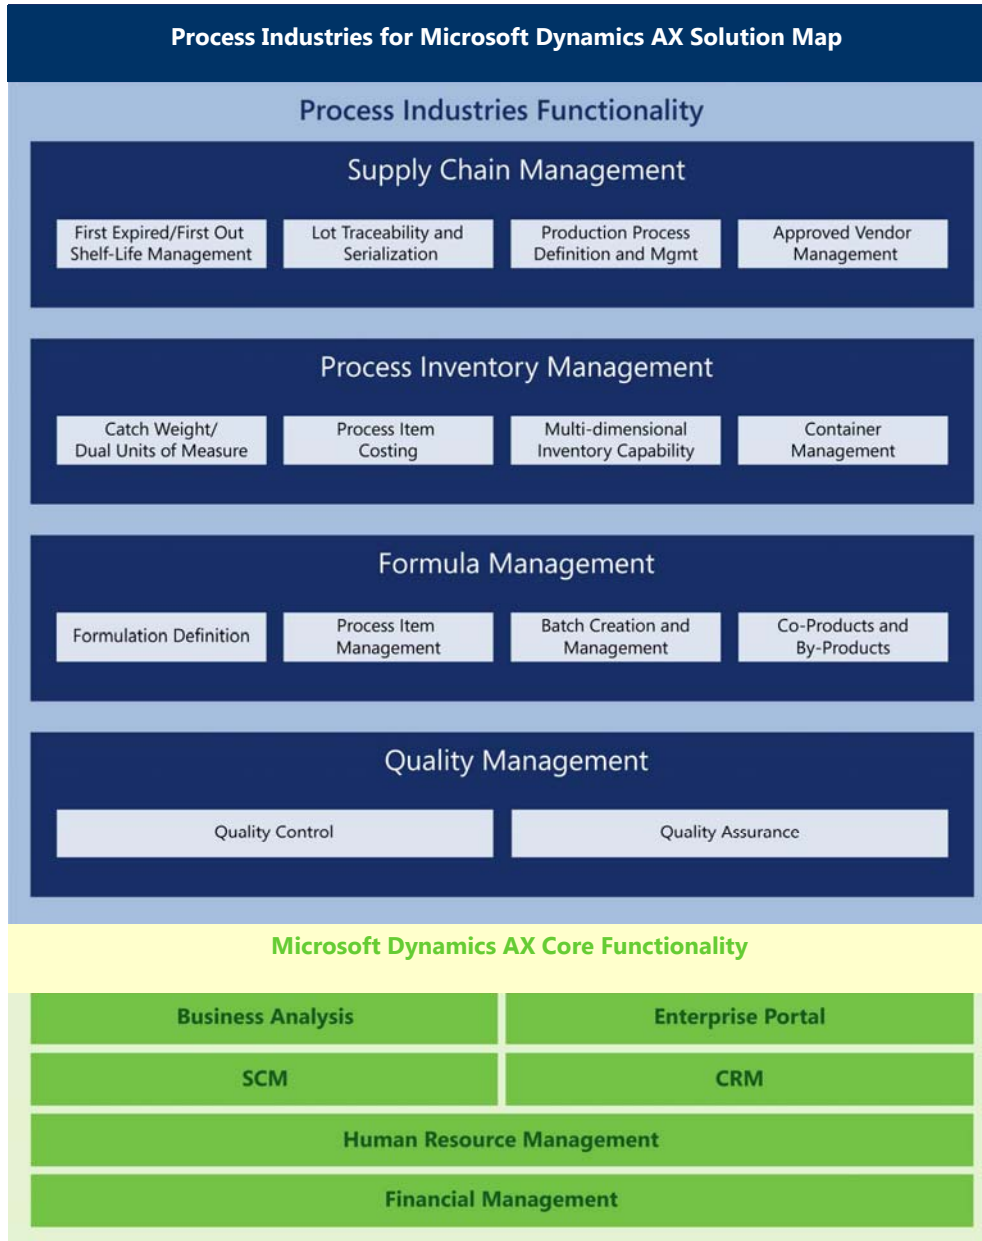 Process Industries for Microsoft Dynamics AX Solution Map
Process Industries Functionality
Supply Chain Management
First Expired/First Out
Shelf-Life Management
Lot Traceability and
Serialization
Production Process
Definition and Mgmt
Approved Vendor
Management
Process Inventory Management
Catch Weight/
Dual Units of Measure
Process Item
Costing
Multi-dimensional
Inventory Capability
Container
Management
Formula Management
Formulation Definition
Process Item
Management
Batch Creation and
Management
Co-Products and
By-Products
Quality Management
Quality Control
Quality Assurance
Microsoft Dynamics AX Core Functionality
Business Analysis
Enterprise Portal
SCM
CRM
Human Resource Management
Financial Management